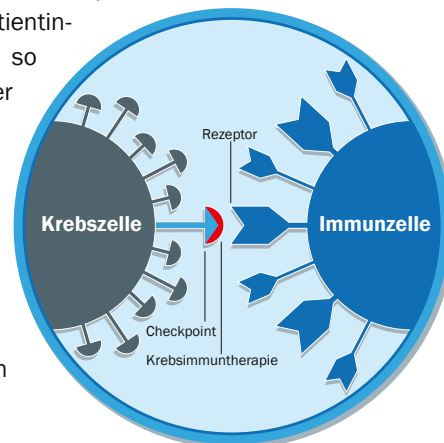 tientin-
so
er
Rezeptor
Krebszelle
Immunzelle
Checkpoint
Krebsimmuntherapie
n